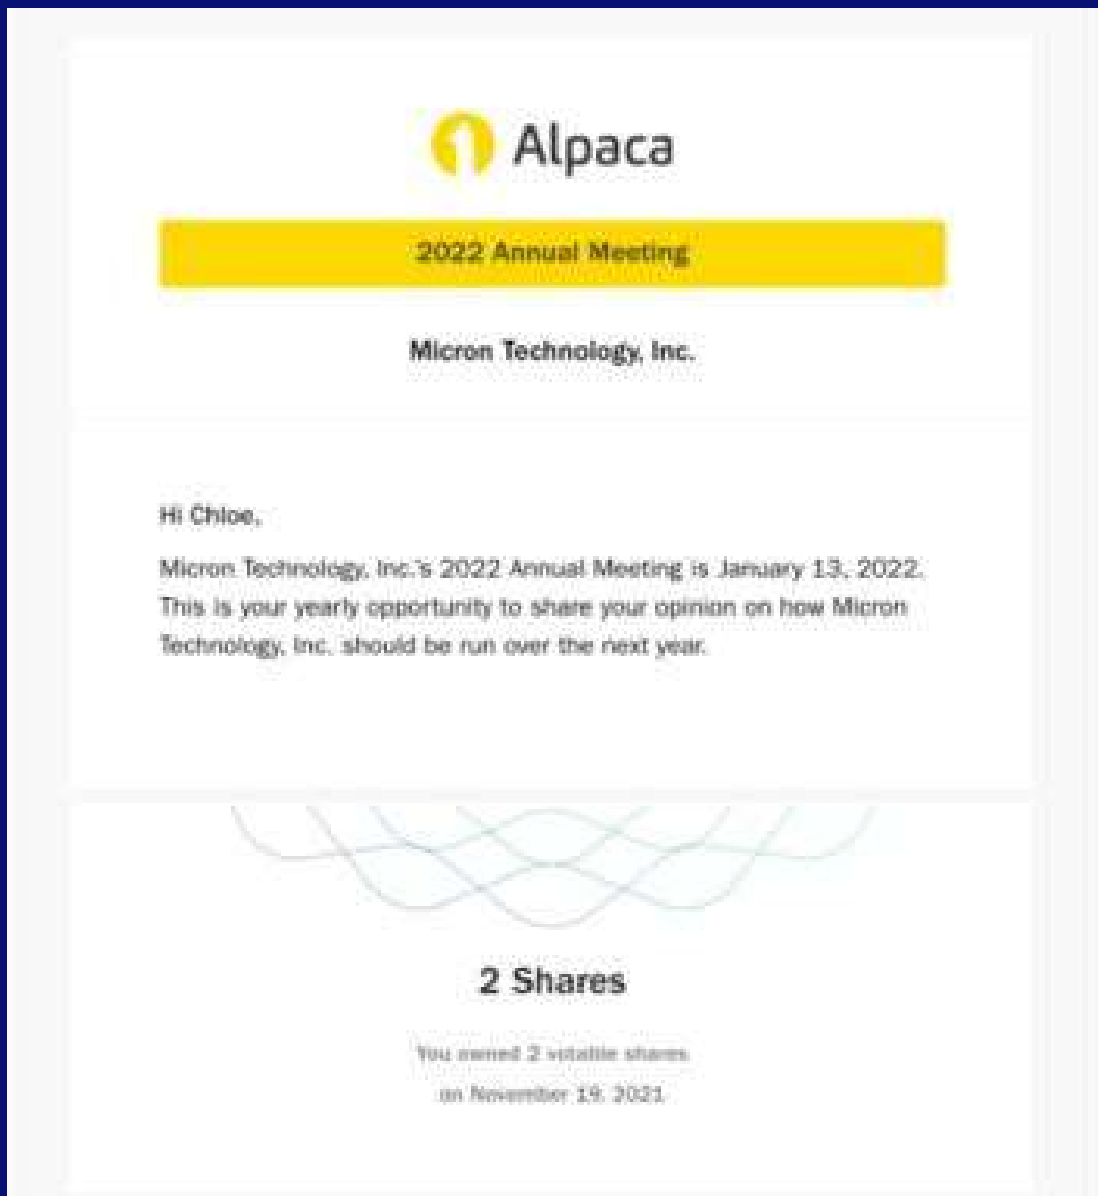 Alpaca
2022 Annual Meeting
Micron Technology, Inc.
Hi Chloe,
Micron Technology, Inc.'s 2022 Annual Meeting is January 13, 2022.
This is your yearly opportunity to share your opinion on how Micron
Technology, Inc. should be run over the next year.
2 Shares
You owned 2 votable shares
on November 19, 2021